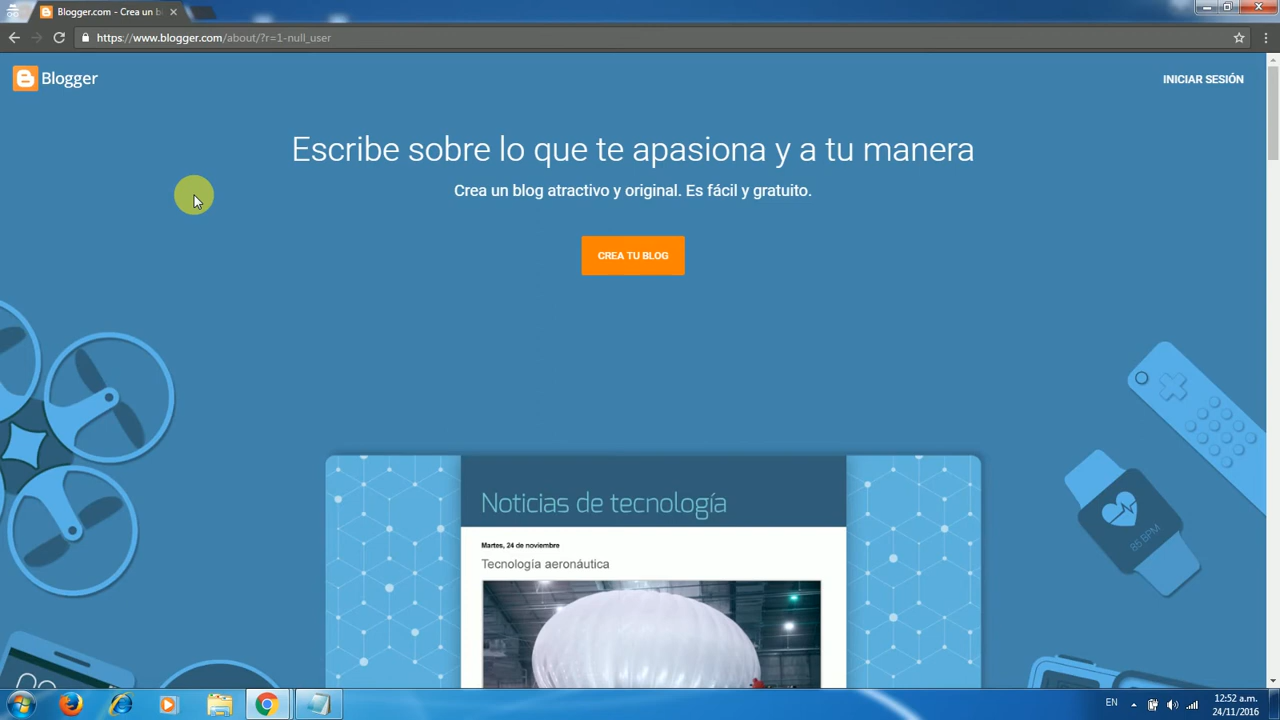 Blogger.com - Crea un b
https://www.blogger.com/about/?r=1-null_user
Blogger
INICIAR SESIÓN
Escribe sobre lo que te apasiona y a tu manera
Crea un blog atractivo y original. Es fácil y gratuito.
CREA TU BLOG
Noticias de tecnología
Martes, 24 de noviembre
Tecnología aeronáutica
85 BPM
EN
12:52 a.m.
24/11/2016